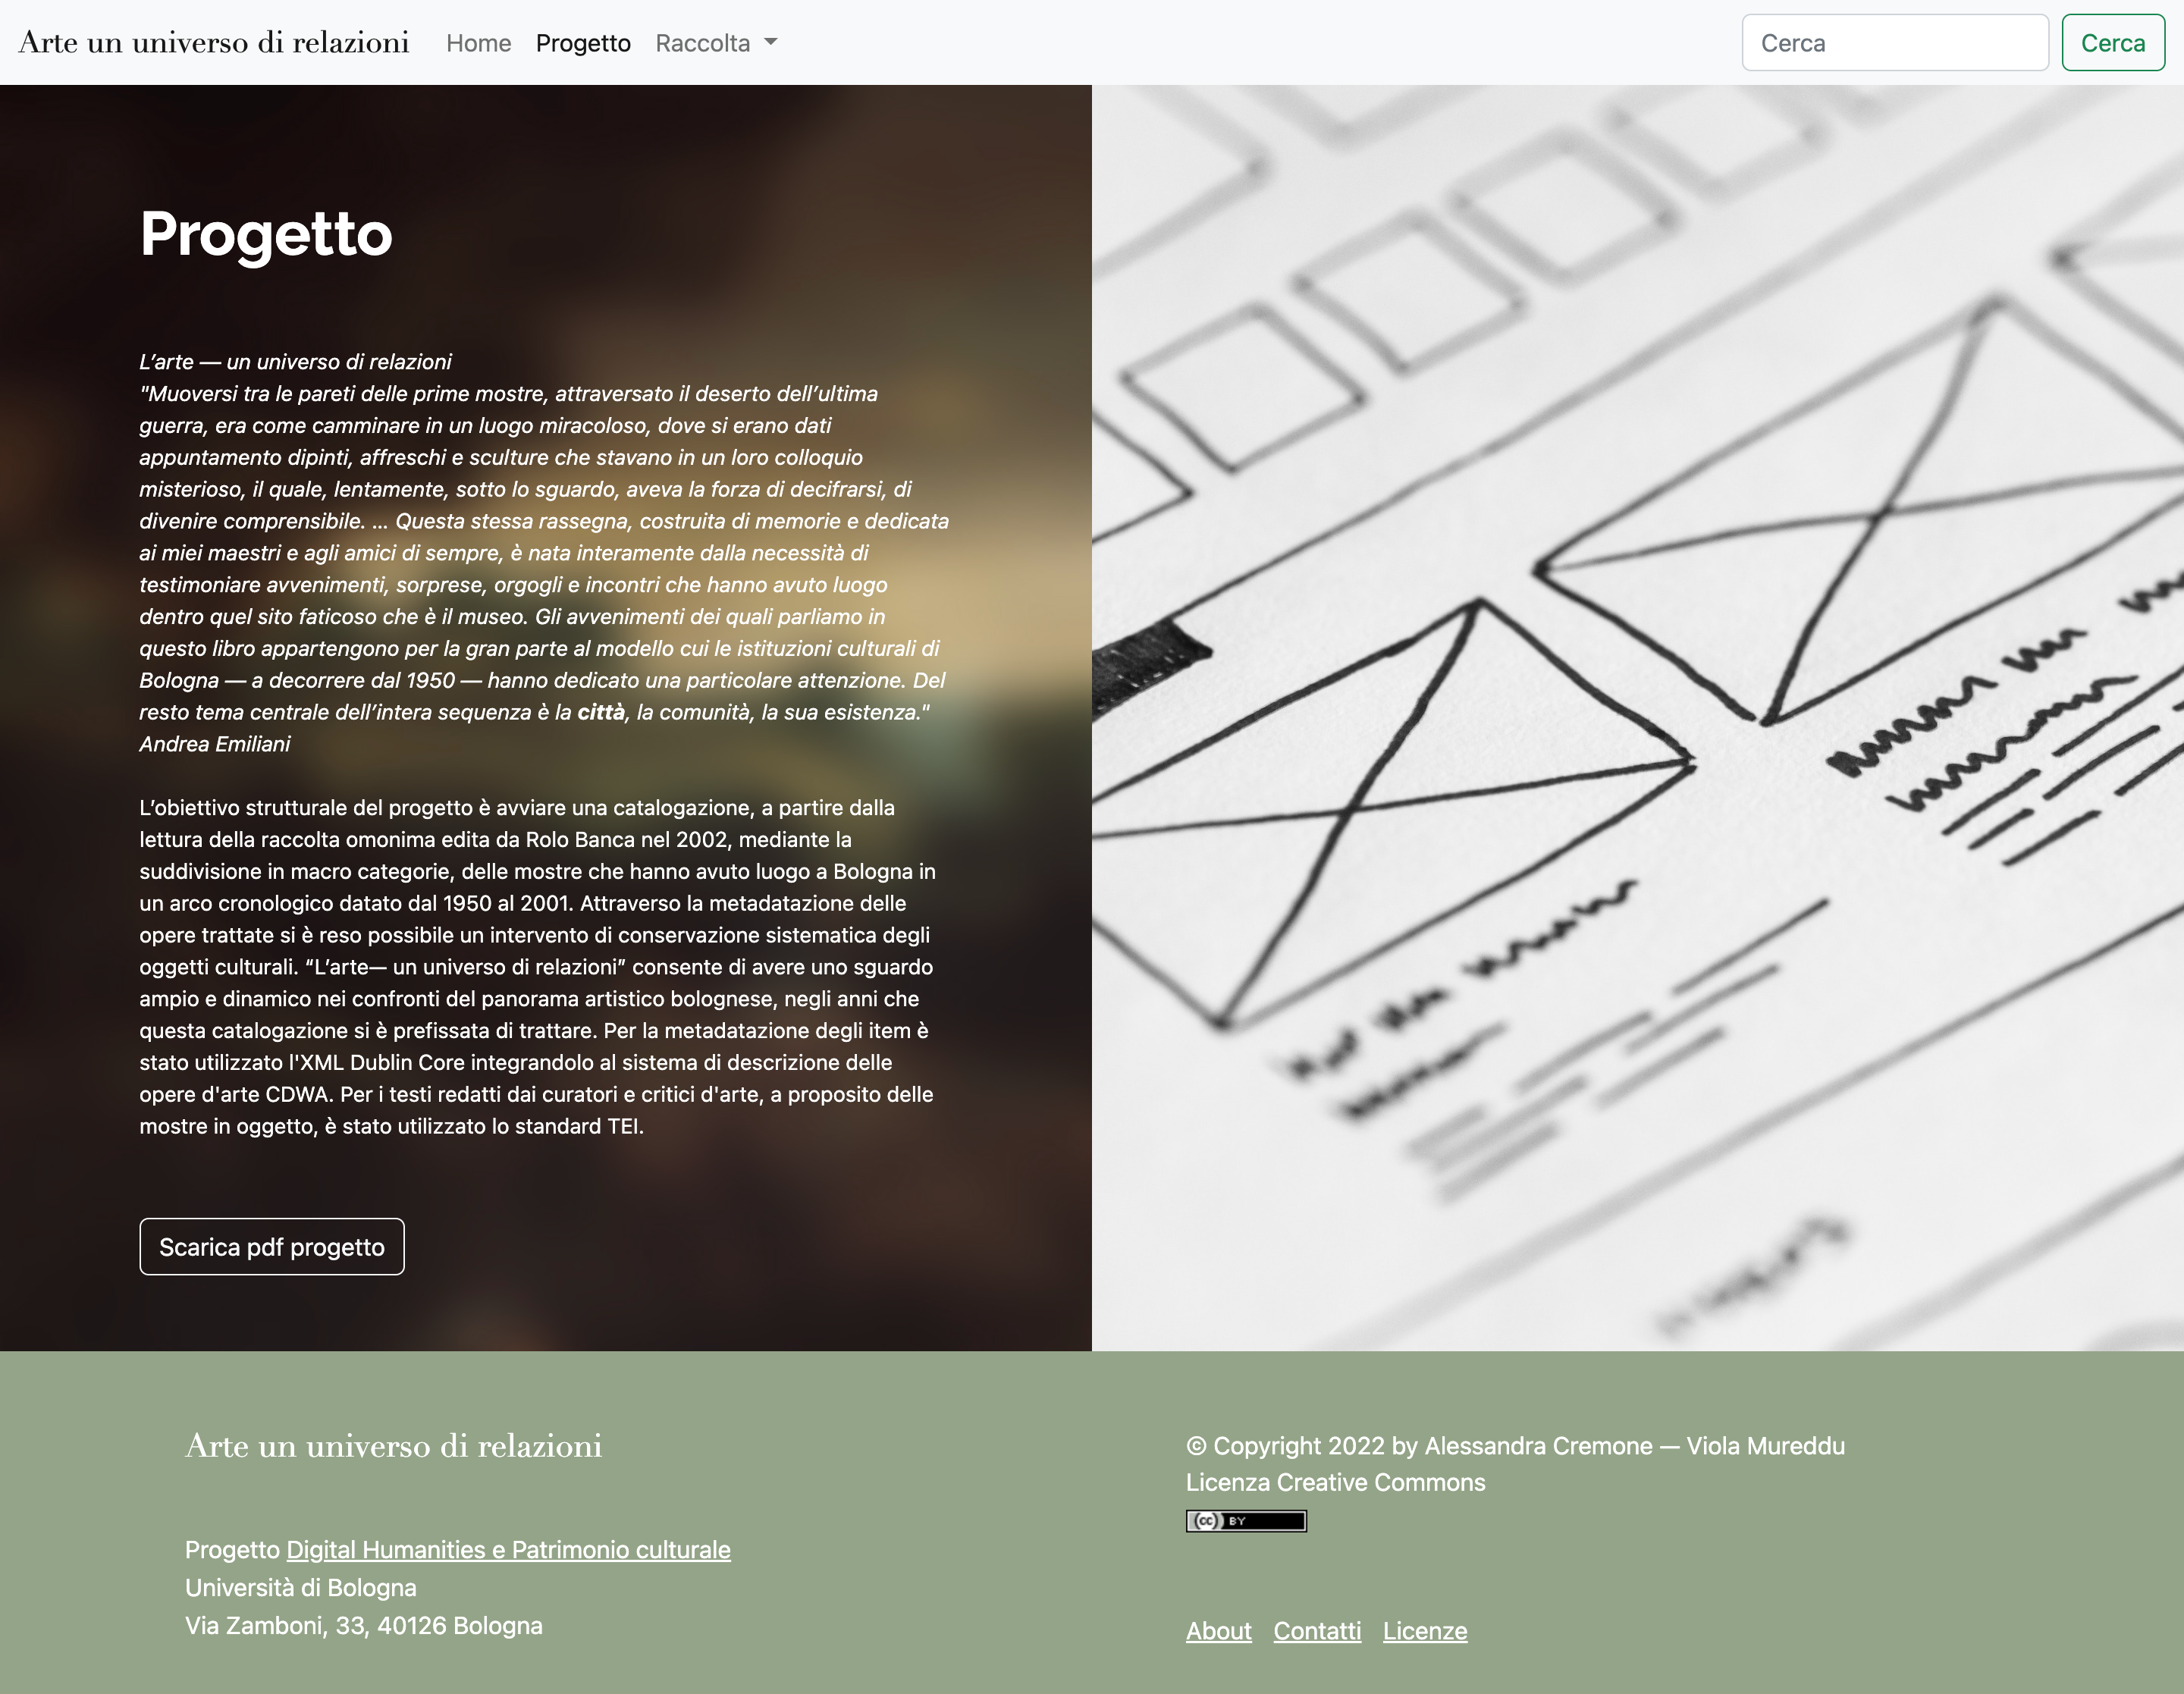 Arte un universo di relazioni
Home
Progetto
Raccolta
Cerca
Cerca
Progetto
L’arte — un universo di relazioni
"Muoversi tra le pareti delle prime mostre, attraversato il deserto dell’ultima
guerra, era come camminare in un luogo miracoloso, dove si erano dati
appuntamento dipinti, affreschi e sculture che stavano in un loro colloquio
misterioso, il quale, lentamente, sotto lo sguardo, aveva la forza di decifrarsi, di
divenire comprensibile. ... Questa stessa rassegna, costruita di memorie e dedicata
ai miei maestri e agli amici di sempre, è nata interamente dalla necessità di
testimoniare avvenimenti, sorprese, orgogli e incontri che hanno avuto luogo
dentro quel sito faticoso che è il museo. Gli avvenimenti dei quali parliamo in
questo libro appartengono per la gran parte al modello cui le istituzioni culturali di
Bologna — a decorrere dal 1950 — hanno dedicato una particolare attenzione. Del
resto tema centrale dell’intera sequenza è la città, la comunità, la sua esistenza."
Andrea Emiliani
L’obiettivo strutturale del progetto è avviare una catalogazione, a partire dalla
lettura della raccolta omonima edita da Rolo Banca nel 2002, mediante la
suddivisione in macro categorie, delle mostre che hanno avuto luogo a Bologna in
un arco cronologico datato dal 1950 al 2001. Attraverso la metadatazione delle
opere trattate si è reso possibile un intervento di conservazione sistematica degli
oggetti culturali. “L’arte— un universo di relazioni” consente di avere uno sguardo
ampio e dinamico nei confronti del panorama artistico bolognese, negli anni che
questa catalogazione si è prefissata di trattare. Per la metadatazione degli item è
stato utilizzato l'XML Dublin Core integrandolo al sistema di descrizione delle
opere d'arte CDWA. Per i testi redatti dai curatori e critici d'arte, a proposito delle
mostre in oggetto, è stato utilizzato lo standard TEI.
Scarica pdf progetto
Arte un universo di relazioni
Progetto Digital Humanities e Patrimonio culturale
Università di Bologna
Via Zamboni, 33, 40126 Bologna
© Copyright 2022 by Alessandra Cremone — Viola Mureddu
Licenza Creative Commons
(cc) BY
About
Contatti
Licenze